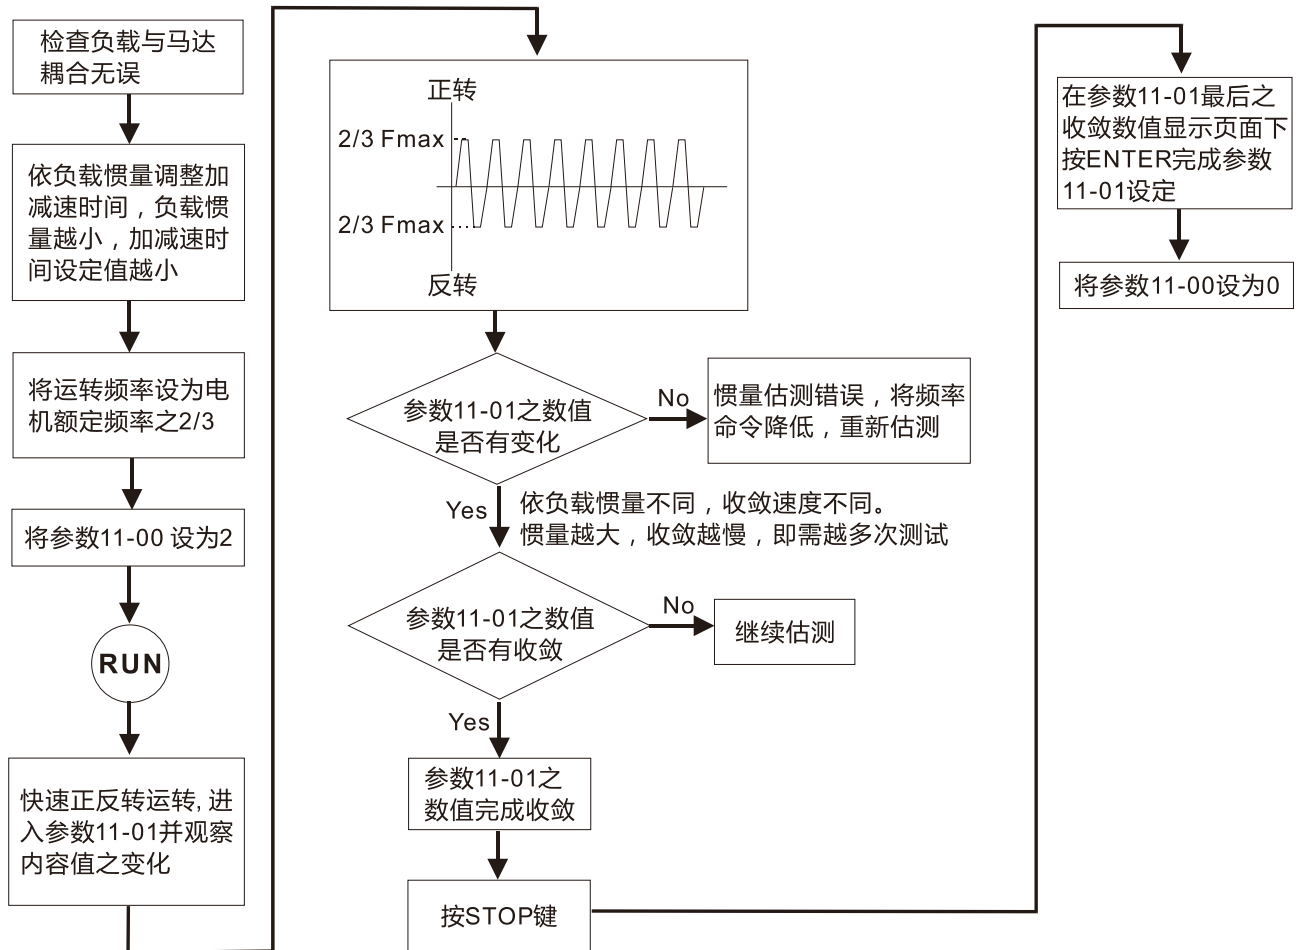 检查负载与马达
耦合无误
依负载惯量调整加
减速时间，负载惯
量越小，加减速时
间设定值越小
将运转频率设为电
机额定频率之2/3
将参数11-00 设为2
RUN
快速正反转运转, 进
入参数11-01并观察
内容值之变化
正转
2/3 Fmax
2/3 Fmax
反转
参数11-01之数值
是否有变化
No
惯量估测错误，将频率
命令降低，重新估测
Yes
依负载惯量不同，收敛速度不同。
惯量越大，收敛越慢，即需越多次测试
参数11-01之数值
是否有收敛
No
继续估测
Yes
参数11-01之
数值完成收敛
按STOP键
在参数11-01最后之
收敛数值显示页面下
按ENTER完成参数
11-01设定
将参数11-00设为0